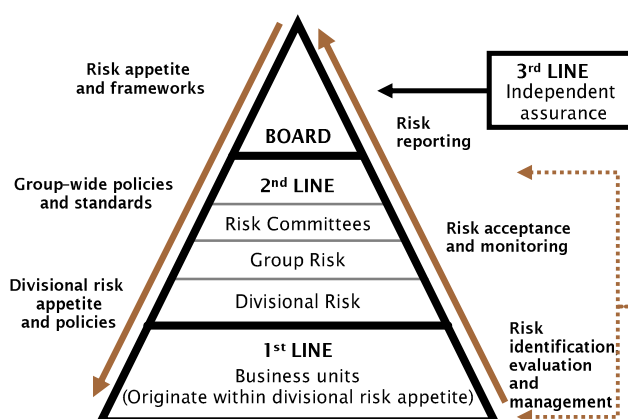 Risk appetite
and frameworks
Group-wide policies
and standards
Divisional risk
appetite
and policies
BOARD
2nd LINE
Risk Committees
Group Risk
Divisional Risk
1st LINE
Business units
(Originate within divisional risk appetite)
Risk
reporting
Risk acceptance
and monitoring
Risk
identification
evaluation
and
management
3rd LINE
Independent
assurance